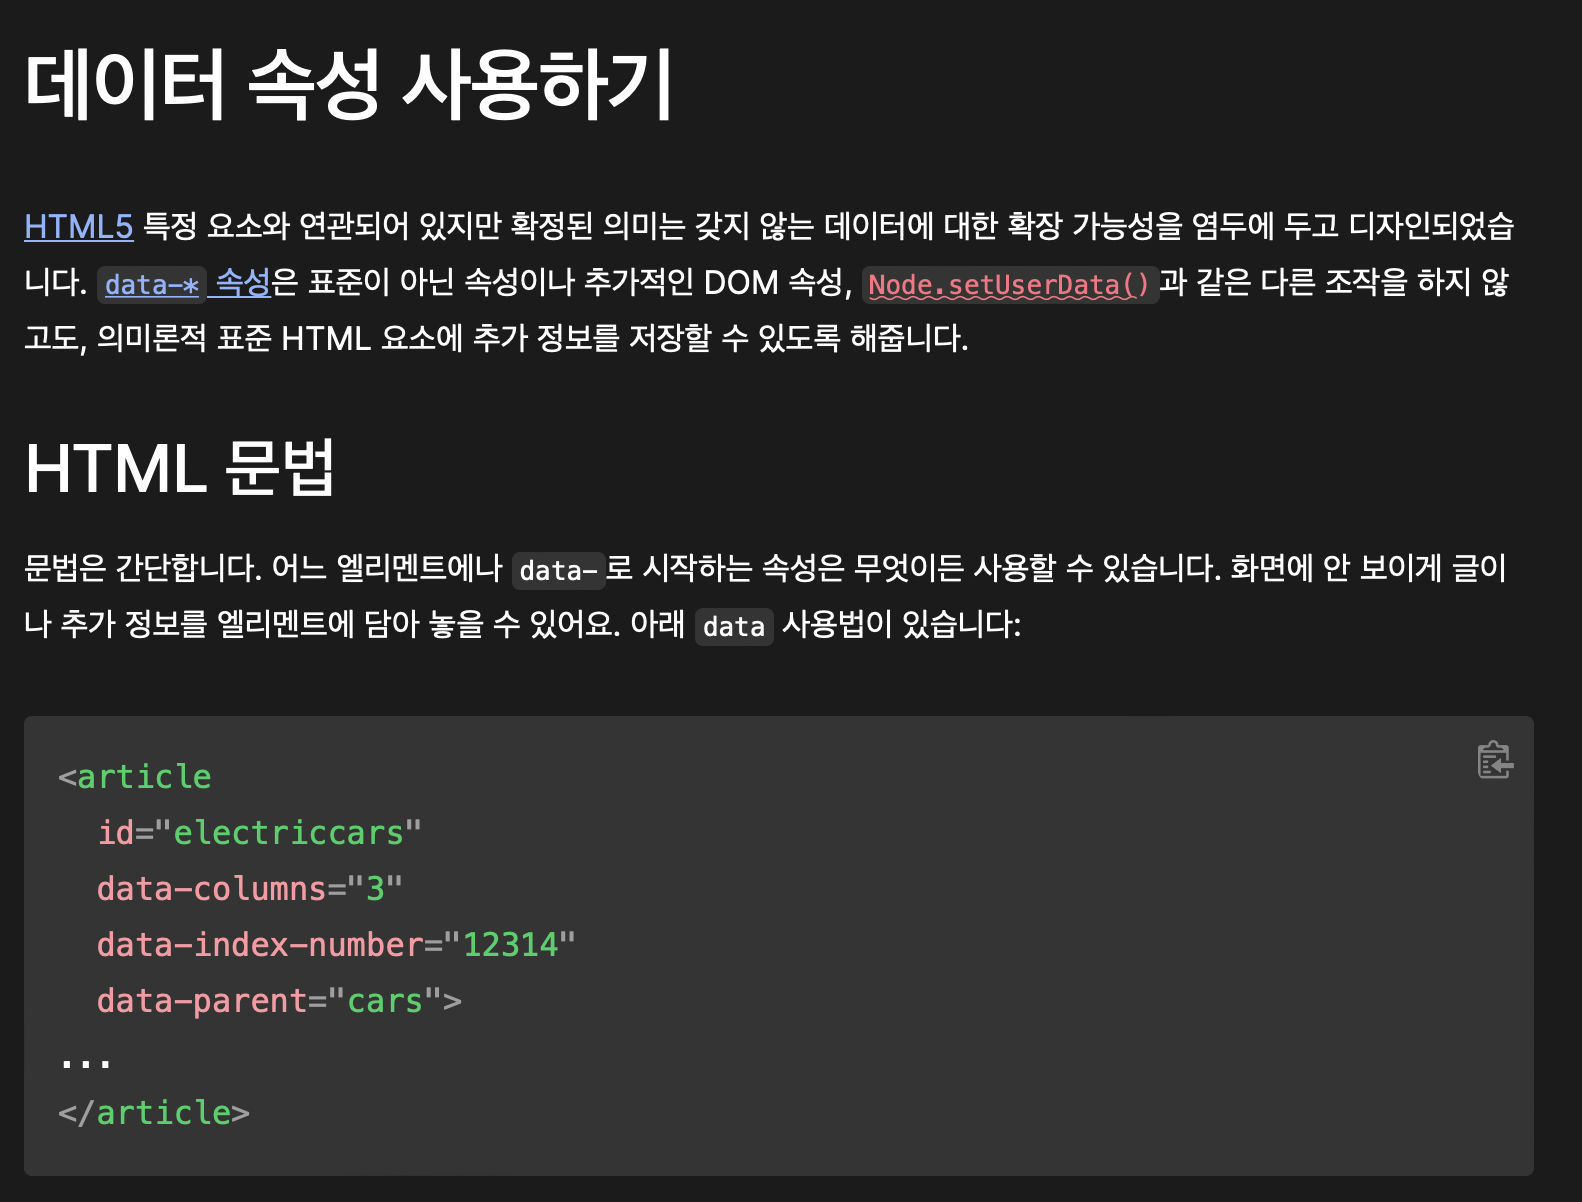 데이터 속성 사용하기
HTML5 특정 요소와 연관되어 있지만 확정된 의미는 갖지 않는 데이터에 대한 확장 가능성을 염두에 두고 디자인되었습
니다. data-* 속성은 표준이 아닌 속성이나 추가적인 DOM 속성, Node.setUserData()과 같은 다른 조작을 하지 않
고도, 의미론적 표준 HTML 요소에 추가 정보를 저장할 수 있도록 해줍니다.
HTML 문법
문법은 간단합니다. 어느 엘리멘트에나 data-로 시작하는 속성은 무엇이든 사용할 수 있습니다. 화면에 안 보이게 글이
나 추가 정보를 엘리멘트에 담아 놓을 수 있어요. 아래 data 사용법이 있습니다:
<article
  id="electriccars"
  data-columns="3"
  data-index-number="12314"
  data-parent="cars">
...
</article>